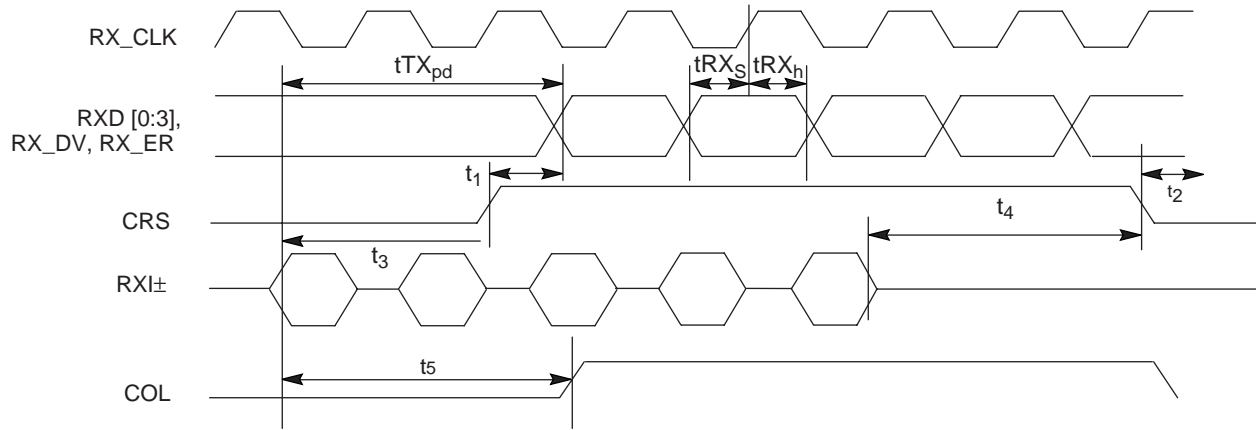 RX_CLK
tTXpd
tRXS
tRXh
RXD [0:3],
RX_DV, RX_ER
t1
t2
CRS
t4
t3
RXI±
t5
COL